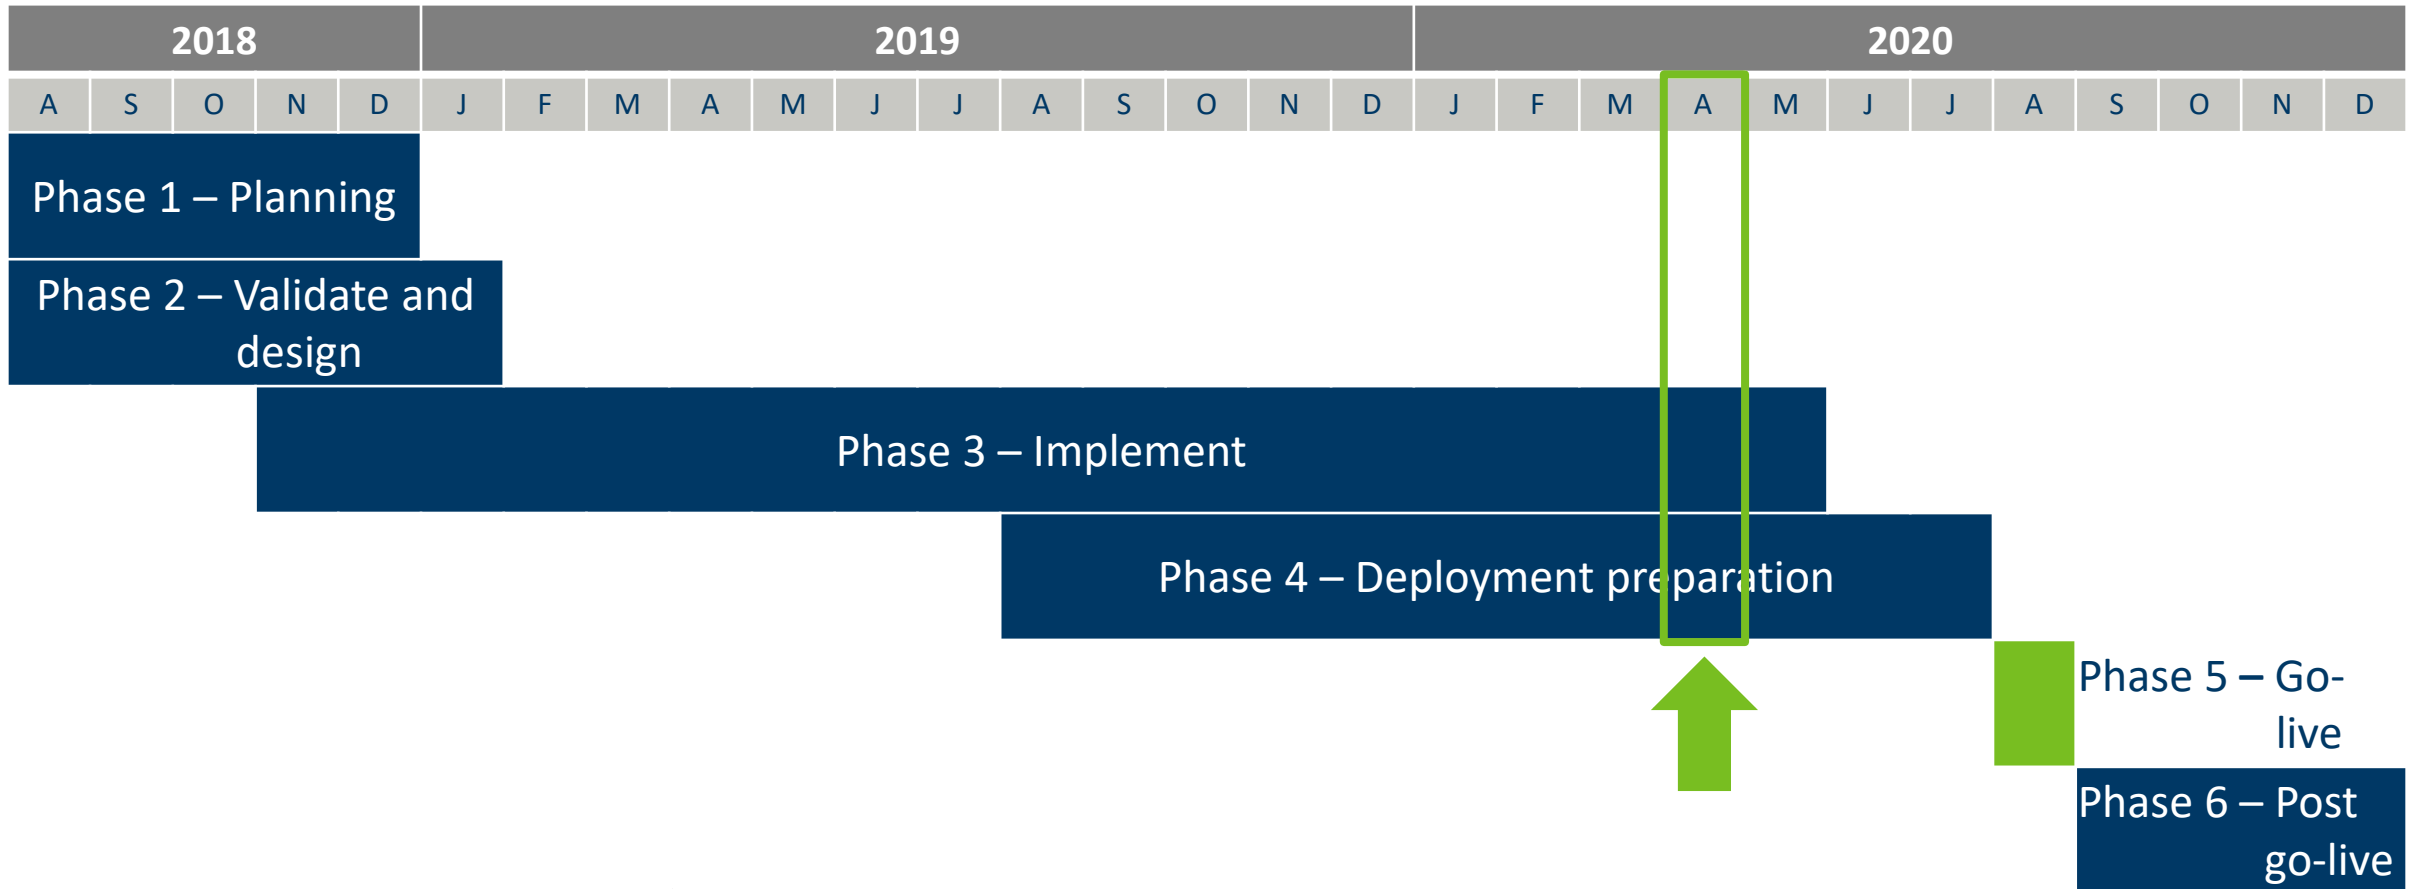 2018 2019 2020
A S O N D J F M A M J J A S O N D J F M A M J J A S O N D
Phase 1 – Planning
Phase 2 – Validate and
design
Phase 3 – Implement
Phase 4 – Deployment preparation
Phase 5 – Go-
live
Phase 6 – Post
go-live